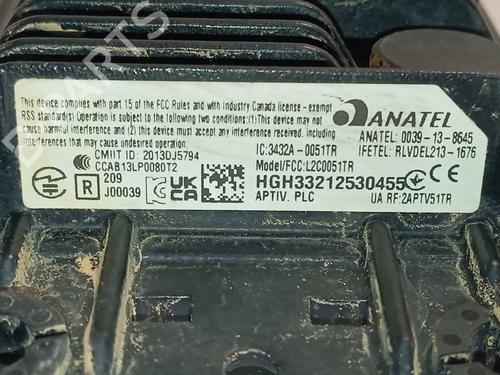 This device complies with part 15 of the FCC Rules and with Industry Canada license - exempt
RSS standard(s) Operation is subject to the following two conditions: (1) this device may not
cause harmful interference and (2) this device must accept any interference
received, including interference that may cause undesired operation.
ANATEL
ANATEL: 0039-13-8645
IC:3432A-0051TR
IFETEL: RLVDEL213-1676
CMIIT ID: 2013DJ5794
Model/FCC:L2C0051TR
CCAB13LP0080T2
HGH33212530455
209
R
J00039
UK
CA
CE
APTIV. PLC
UA RF:2APTV51TR
PARTS